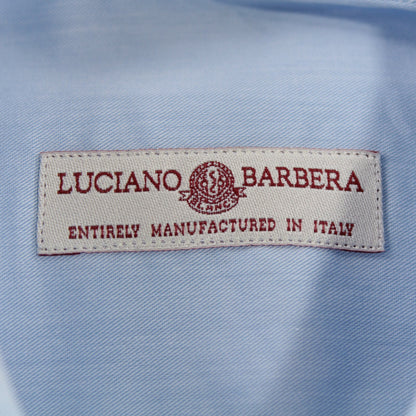 LUCIANO BARBERA
ENTIRELY MANUFACTURED IN ITALY